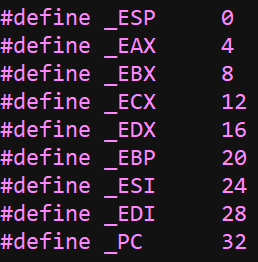 #define _ESP 0
#define _EAX 4
#define _EBX 8
#define _ECX 12
#define _EDX 16
#define _EBP 20
#define _ESI 24
#define _EDI 28
#define _PC 32